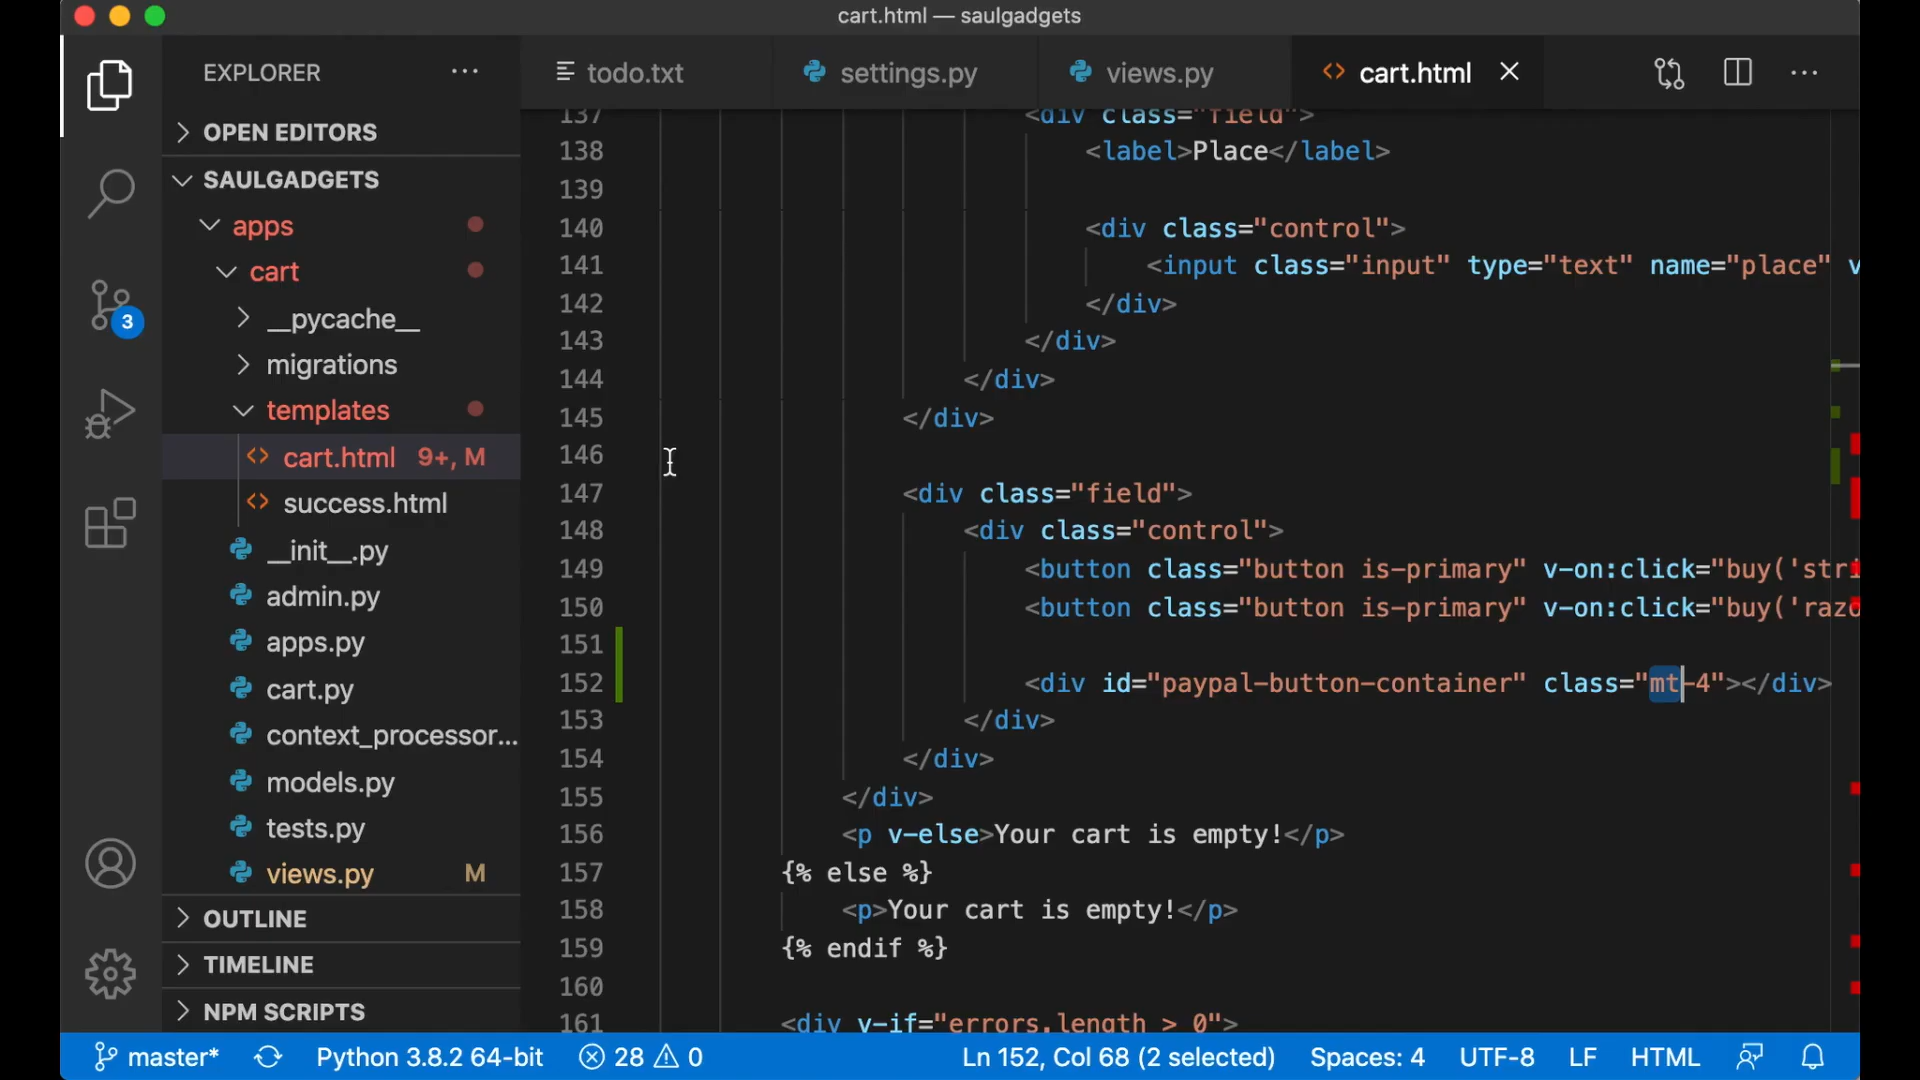 cart.html — saulgadgets
EXPLORER
todo.txt
settings.py
views.py
cart.html
OPEN EDITORS
SAULGADGETS
apps
cart
__pycache__
migrations
templates
cart.html 9+, M
success.html
__init__.py
admin.py
apps.py
cart.py
context_processor...
models.py
tests.py
views.py M
OUTLINE
TIMELINE
NPM SCRIPTS
3
137 <div class="field">
138 <label>Place</label>
139
140 <div class="control">
141 <input class="input" type="text" name="place" v
142 </div>
143 </div>
144 </div>
145 </div>
146
147 <div class="field">
148 <div class="control">
149 <button class="button is-primary" v-on:click="buy('stri
150 <button class="button is-primary" v-on:click="buy('razo
151
152 <div id="paypal-button-container" class="mt-4"></div>
153 </div>
154 </div>
155 </div>
156 <p v-else>Your cart is empty!</p>
157 {% else %}
158 <p>Your cart is empty!</p>
159 {% endif %}
160
161 <div v-if="errors.length > 0">
master* Python 3.8.2 64-bit 28 0 Ln 152, Col 68 (2 selected) Spaces: 4 UTF-8 LF HTML